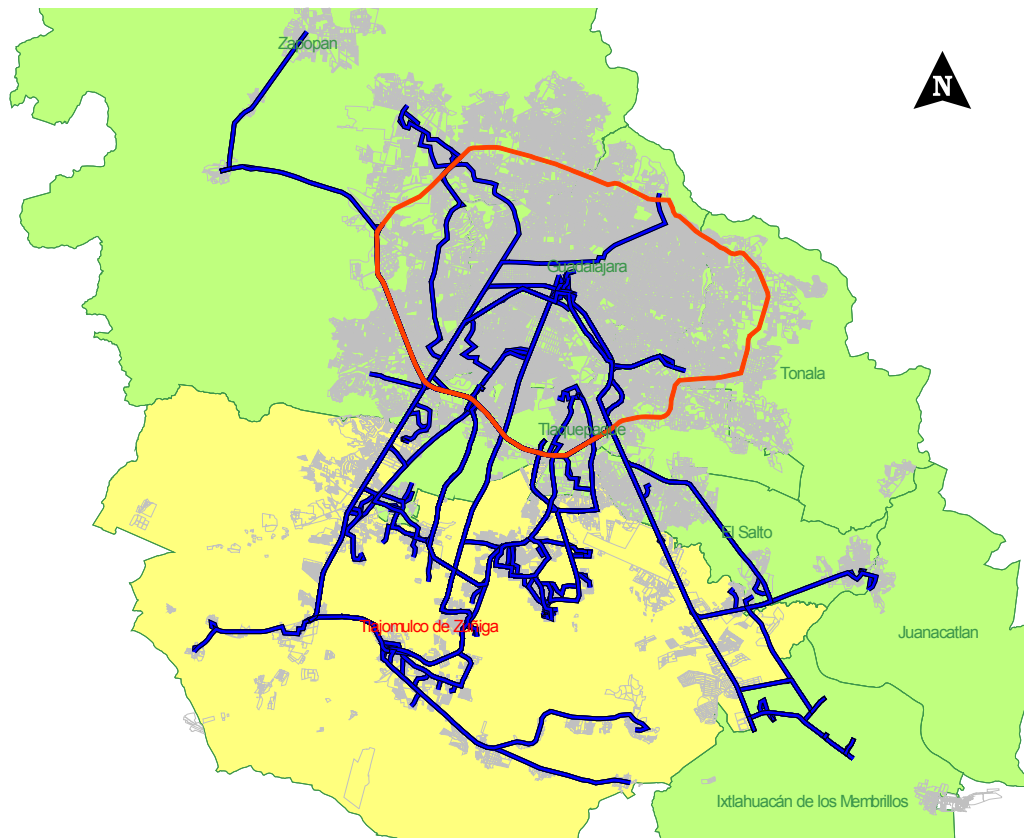 Zapopan
N
Guadalajara
Tonala
Tlaquepaque
El Salto
Tlajomulco de Zúñiga
Juanacatlan
Ixtlahuacán de los Membrillos